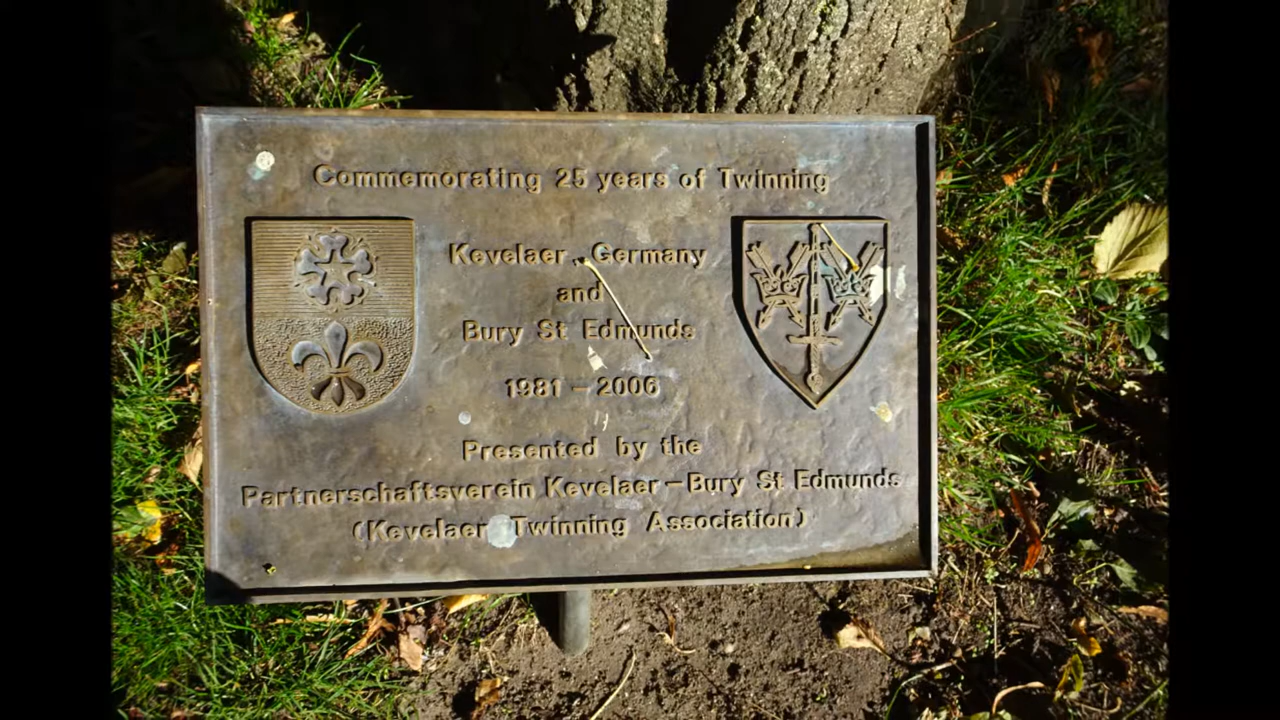 Commemorating 25 years of Twinning
Kevelaer, Germany
and
Bury St Edmunds
1981 – 2006
Presented by the
Partnerschaftsverein Kevelaer – Bury St Edmunds
(Kevelaer Twinning Association)